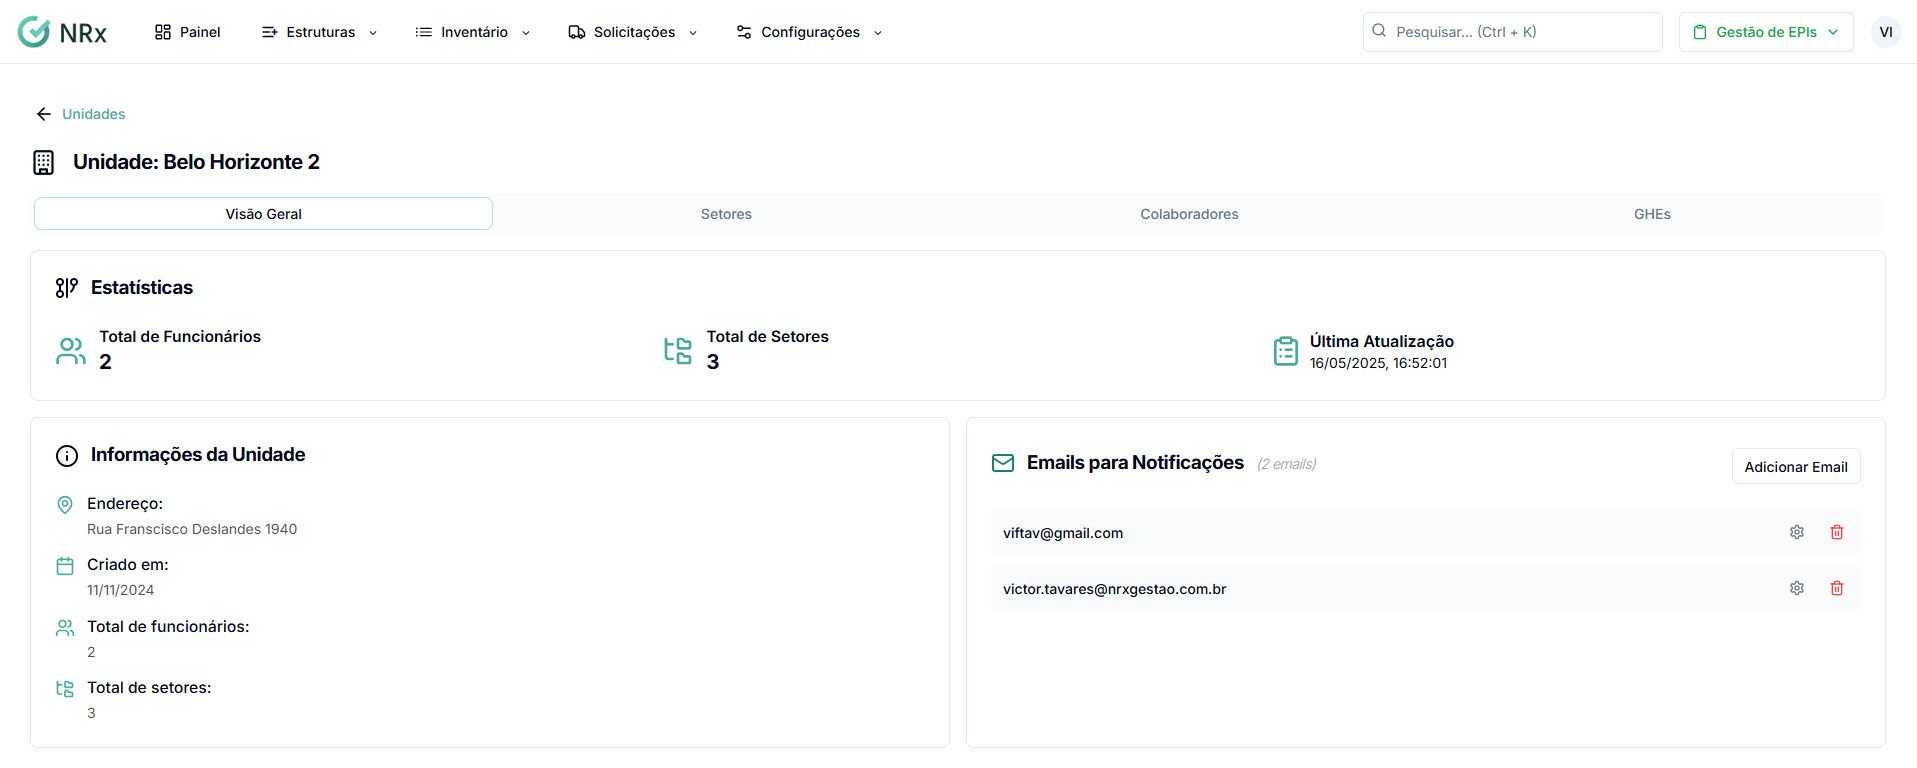 NRx
Painel
Estruturas
Inventário
Solicitações
Configurações
Pesquisar... (Ctrl + K)
Gestão de EPIs
VI
Unidades
Unidade: Belo Horizonte 2
Visão Geral
Setores
Colaboradores
GHEs
Estatísticas
Total de Funcionários
2
Total de Setores
3
Última Atualização
16/05/2025, 16:52:01
Informações da Unidade
Endereço:
Rua Franscisco Deslandes 1940
Criado em:
11/11/2024
Total de funcionários:
2
Total de setores:
3
Emails para Notificações (2 emails)
Adicionar Email
viftav@gmail.com
victor.tavares@nrxgestao.com.br